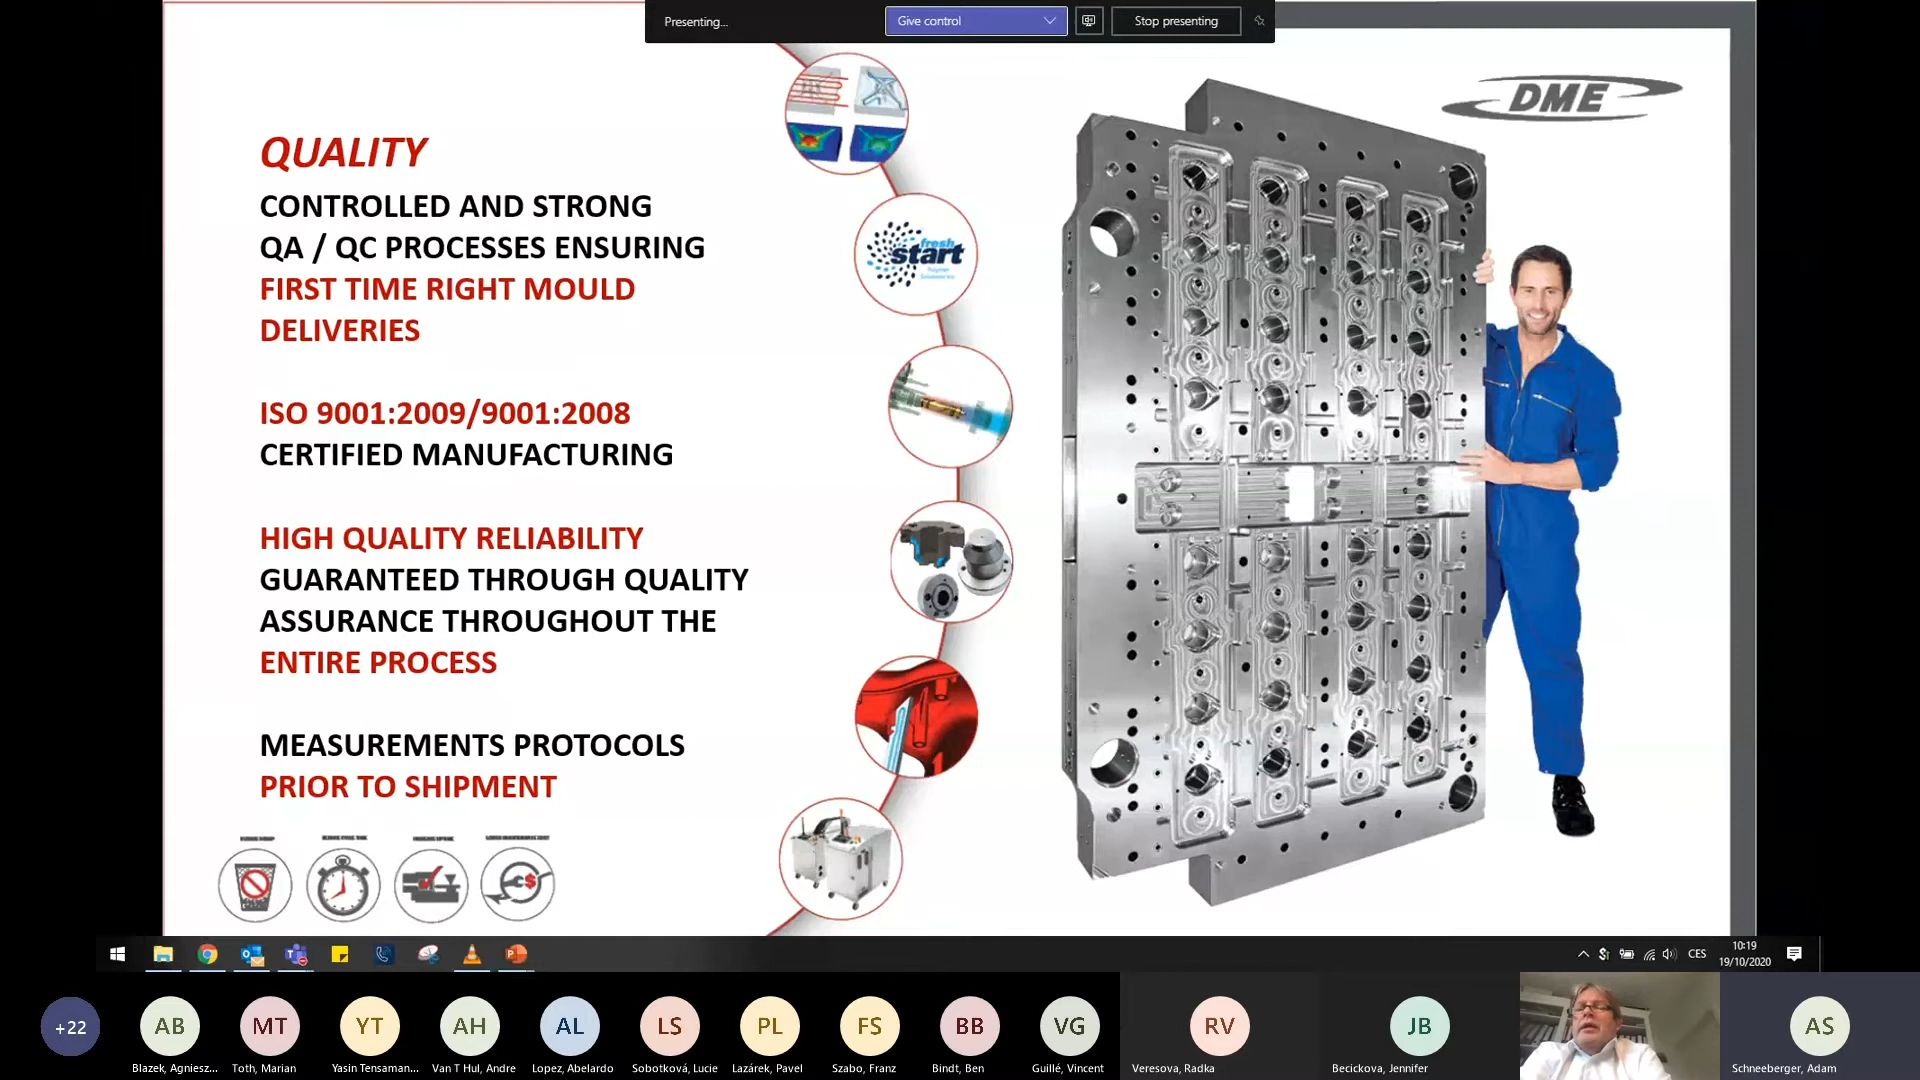 Presenting...
Give control
Stop presenting
DME
QUALITY
CONTROLLED AND STRONG
QA / QC PROCESSES ENSURING
FIRST TIME RIGHT MOULD
DELIVERIES
ISO 9001:2009/9001:2008
CERTIFIED MANUFACTURING
HIGH QUALITY RELIABILITY
GUARANTEED THROUGH QUALITY
ASSURANCE THROUGHOUT THE
ENTIRE PROCESS
MEASUREMENTS PROTOCOLS
PRIOR TO SHIPMENT
fresh
start
CES
10:19
19/10/2020
+22
AB
MT
YT
AH
AL
LS
PL
FS
BB
VG
RV
JB
AS
Blazek, Agniesz...
Toth, Marian
Yasin Tensaman...
Van T Hul, Andre
Lopez, Abelardo
Sobotková, Lucie
Lazárek, Pavel
Szabo, Franz
Bindt, Ben
Guillé, Vincent
Veresova, Radka
Becickova, Jennifer
Schneeberger, Adam